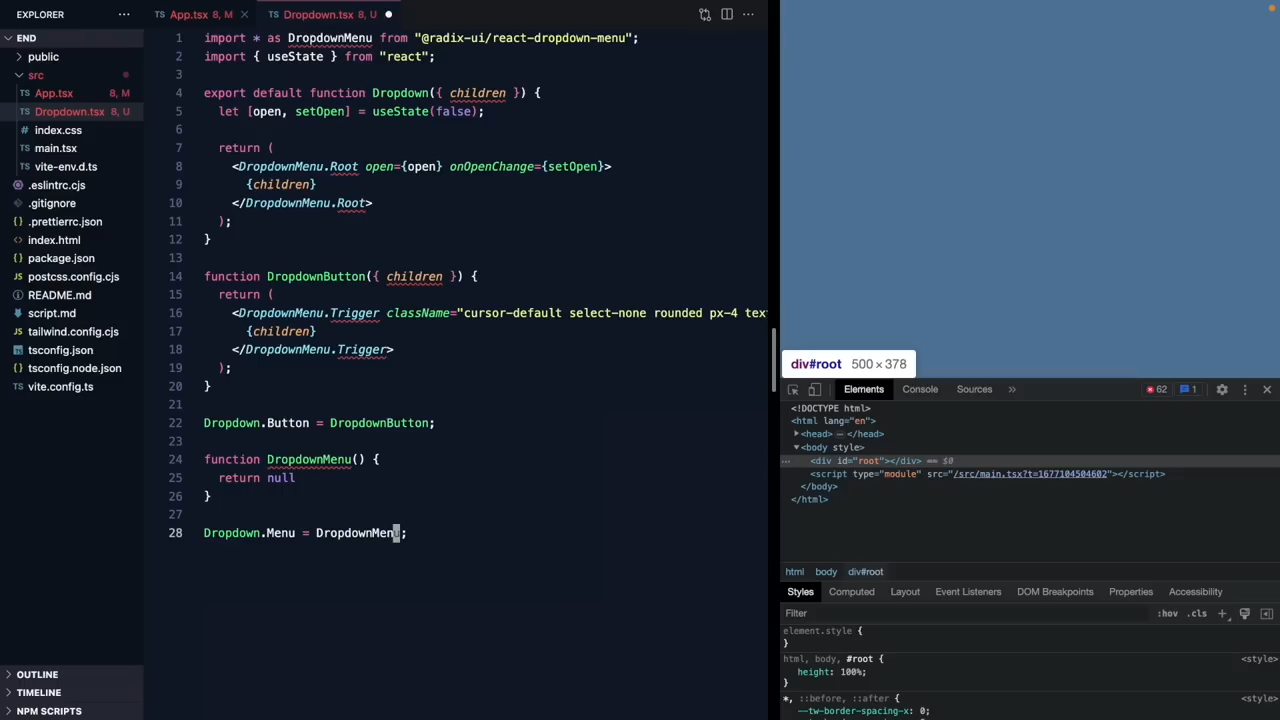 EXPLORER
END
public
src
App.tsx 8, M
Dropdown.tsx 8, U
index.css
main.tsx
vite-env.d.ts
.eslintrc.cjs
.gitignore
.prettierrc.json
index.html
package.json
postcss.config.cjs
README.md
script.md
tailwind.config.cjs
tsconfig.json
tsconfig.node.json
vite.config.ts
OUTLINE
TIMELINE
NPM SCRIPTS
App.tsx 8, M
Dropdown.tsx 8, U
1 import * as DropdownMenu from "@radix-ui/react-dropdown-menu";
2 import { useState } from "react";
3
4 export default function Dropdown({ children }) {
5 let [open, setOpen] = useState(false);
6
7 return (
8 <DropdownMenu.Root open={open} onOpenChange={setOpen}>
9 {children}
10 </DropdownMenu.Root>
11 );
12 }
13
14 function DropdownButton({ children }) {
15 return (
16 <DropdownMenu.Trigger className="cursor-default select-none rounded px-4 tex
17 {children}
18 </DropdownMenu.Trigger>
19 );
20 }
21
22 Dropdown.Button = DropdownButton;
23
24 function DropdownMenu() {
25 return null
26 }
27
28 Dropdown.Menu = DropdownMenu;
div#root 500 × 378
Elements Console Sources » 62 1
<!DOCTYPE html>
<html lang="en">
<head> ⋯ </head>
<body style>
⋯ <div id="root"></div> == $0
<script type="module" src="/src/main.tsx?t=1677104504602"></script>
</body>
</html>
html body div#root
Styles Computed Layout Event Listeners DOM Breakpoints Properties Accessibility
Filter :hov .cls +
element.style {
}
html, body, #root { <style>
height: 100%;
}
*, ::before, ::after { <style>
--tw-border-spacing-x: 0;